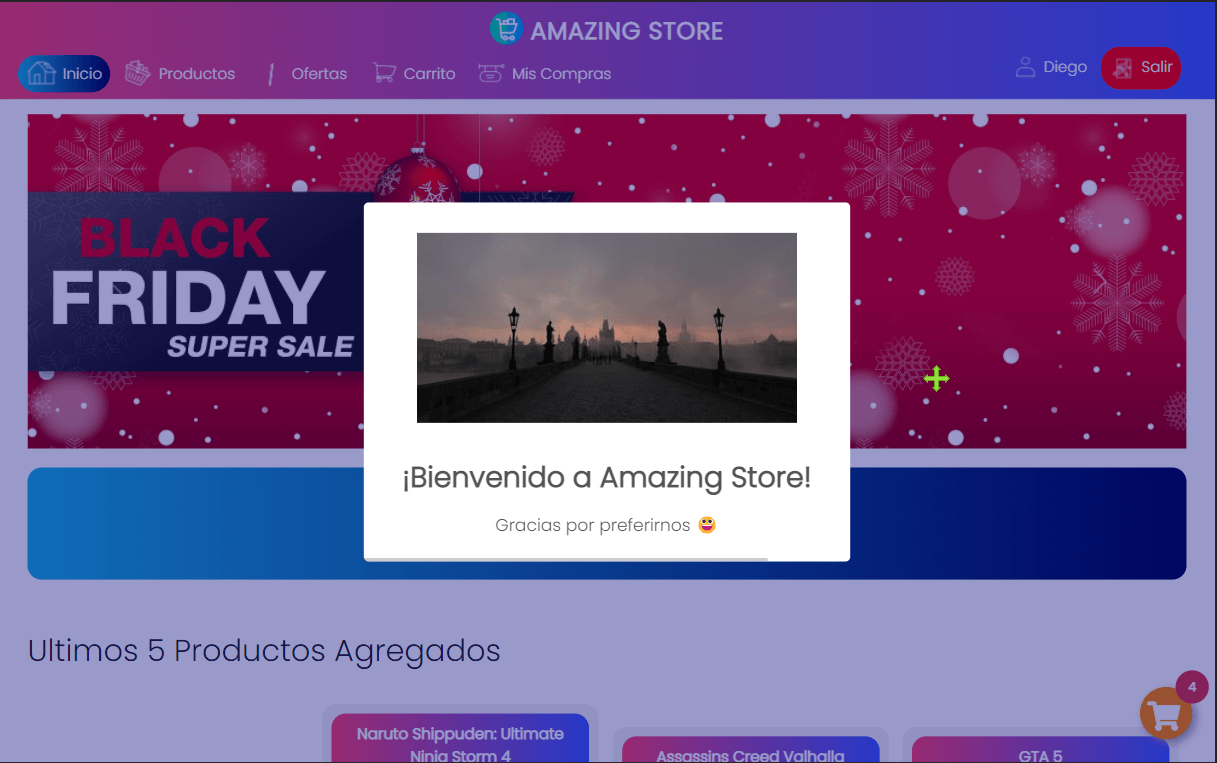 AMAZING STORE
Inicio
Productos
Ofertas
Carrito
Mis Compras
Diego
Salir
BLACK
FRIDAY
SUPER SALE
¡Bienvenido a Amazing Store!
Gracias por preferirnos 😀
Ultimos 5 Productos Agregados
4
Naruto Shippuden: Ultimate
Ninja Storm 4
Assassins Creed Valhalla
GTA 5